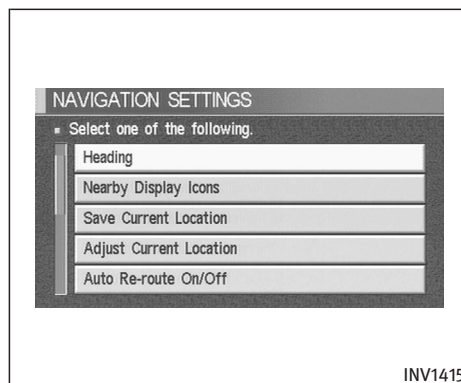 NAVIGATION SETTINGS
Select one of the following.
Heading
Nearby Display Icons
Save Current Location
Adjust Current Location
Auto Re-route On/Off
INV1415